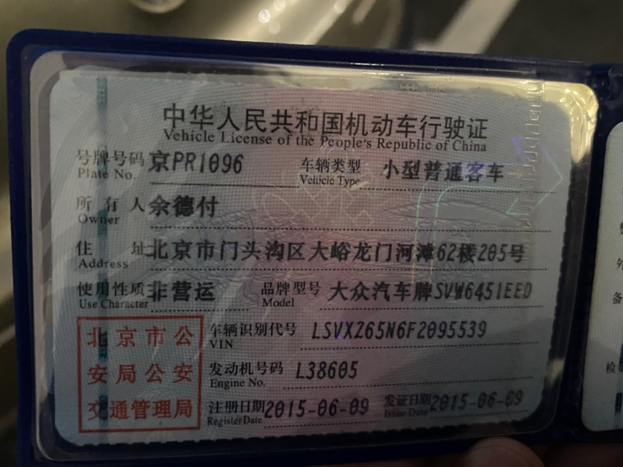 中华人民共和国机动车行驶证
Vehicle License of the People's Republic of China
号牌号码 京PR1096 车辆类型 小型普通客车
Plate No. Vehicle Type
所有人 余德付
Owner
住址 北京市门头沟区大峪龙门河滩62楼205号
Address
使用性质 非营运 品牌型号 大众汽车牌SVW6451EED
Use Character Model
北京市公安局公安交通管理局
车辆识别代号 LSVXZ65N6F2095539
VIN
发动机号码 L38605
Engine No.
注册日期 2015-06-09 发证日期 2015-06-09
Register Date Issue Date